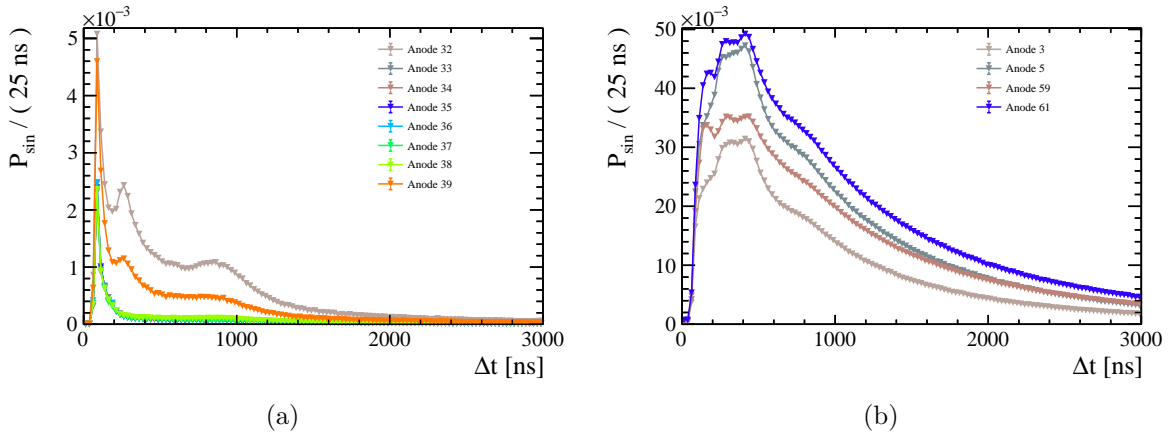 ×10⁻³
P_sin / ( 25 ns )
5
4
3
2
1
0
0 1000 2000 3000
Δt [ns]
Anode 32
Anode 33
Anode 34
Anode 35
Anode 36
Anode 37
Anode 38
Anode 39
(a)
×10⁻³
P_sin / ( 25 ns )
50
40
30
20
10
0
0 1000 2000 3000
Δt [ns]
Anode 3
Anode 5
Anode 59
Anode 61
(b)